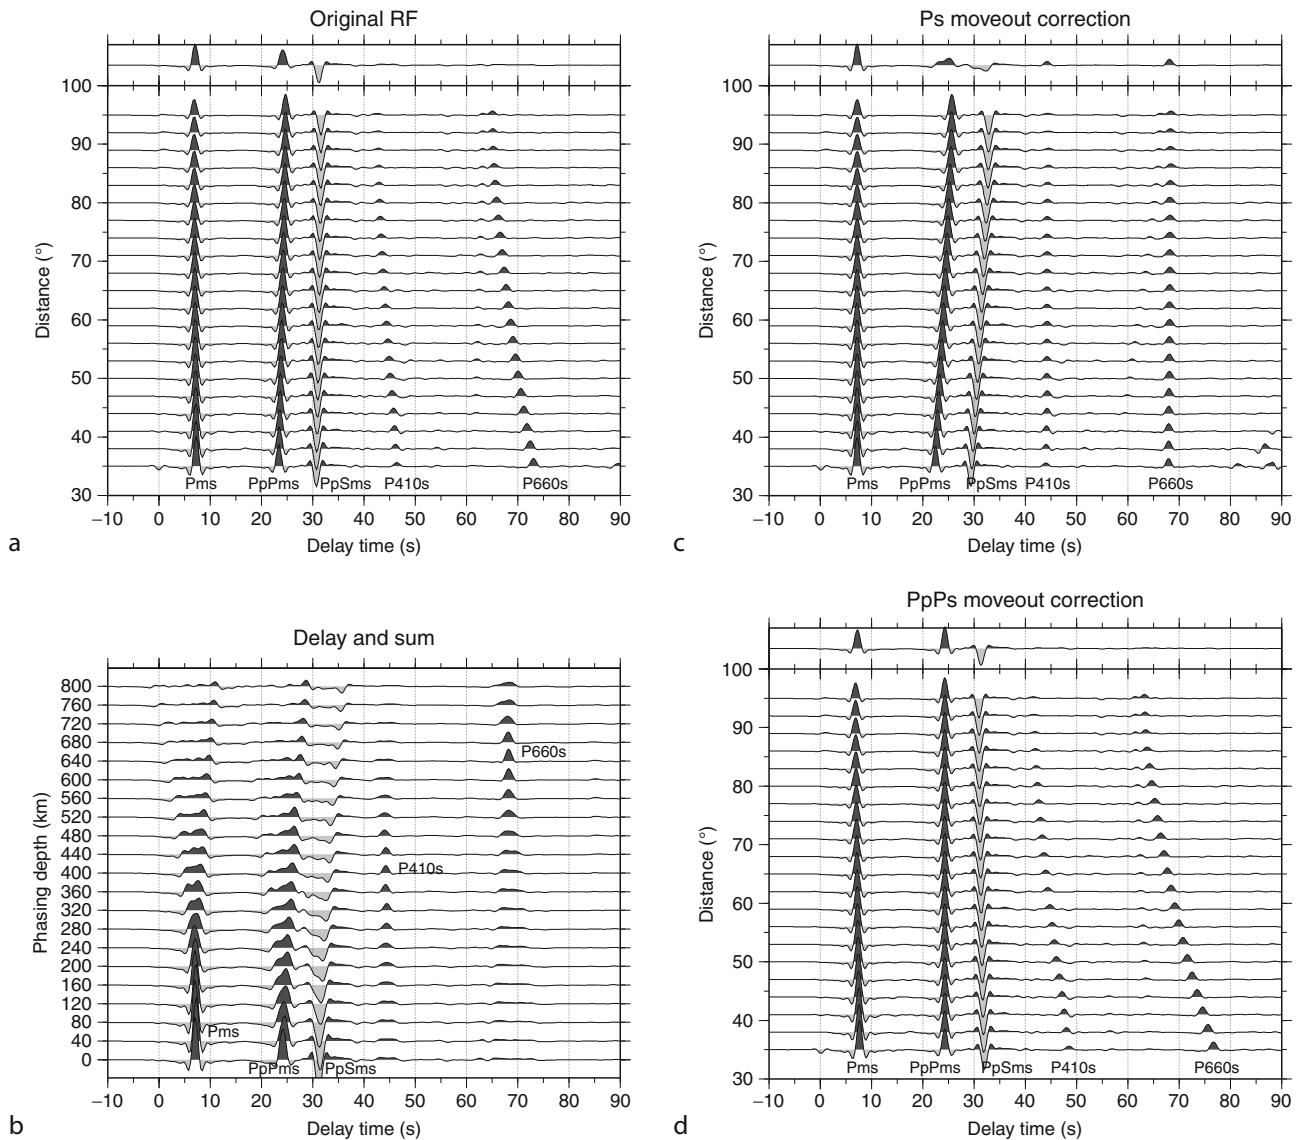 Original RF
100
90
80
70
60
50
40
30
Distance (°)
Pms PpPms PpSms P410s P660s
−10 0 10 20 30 40 50 60 70 80 90
Delay time (s)
a
Ps moveout correction
100
90
80
70
60
50
40
30
Distance (°)
Pms PpPms PpSms P410s P660s
−10 0 10 20 30 40 50 60 70 80 90
Delay time (s)
c
Delay and sum
800
760
720
680
P660s
640
600
560
520
480
440
400
P410s
360
320
280
240
200
160
120
80
Pms
40
0
Phasing depth (km)
PpPms PpSms
−10 0 10 20 30 40 50 60 70 80 90
Delay time (s)
b
PpPs moveout correction
100
90
80
70
60
50
40
30
Distance (°)
Pms PpPms PpSms P410s P660s
−10 0 10 20 30 40 50 60 70 80 90
Delay time (s)
d